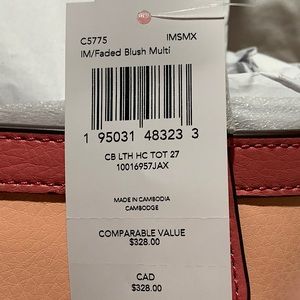 C5775 IMSMX
IM/Faded Blush Multi
1 95031 48323 3
CB LTH HC TOT 27
10016957JAX
MADE IN CAMBODIA
CAMBODGE
COMPARABLE VALUE
$328.00
CAD
$328.00